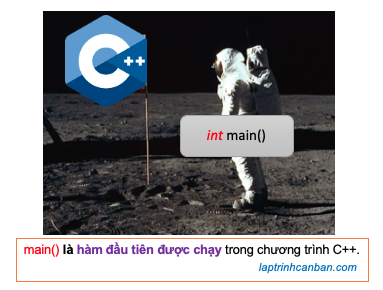 C++
int main()
main() là hàm đầu tiên được chạy trong chương trình C++.
laptrinhcanban.com